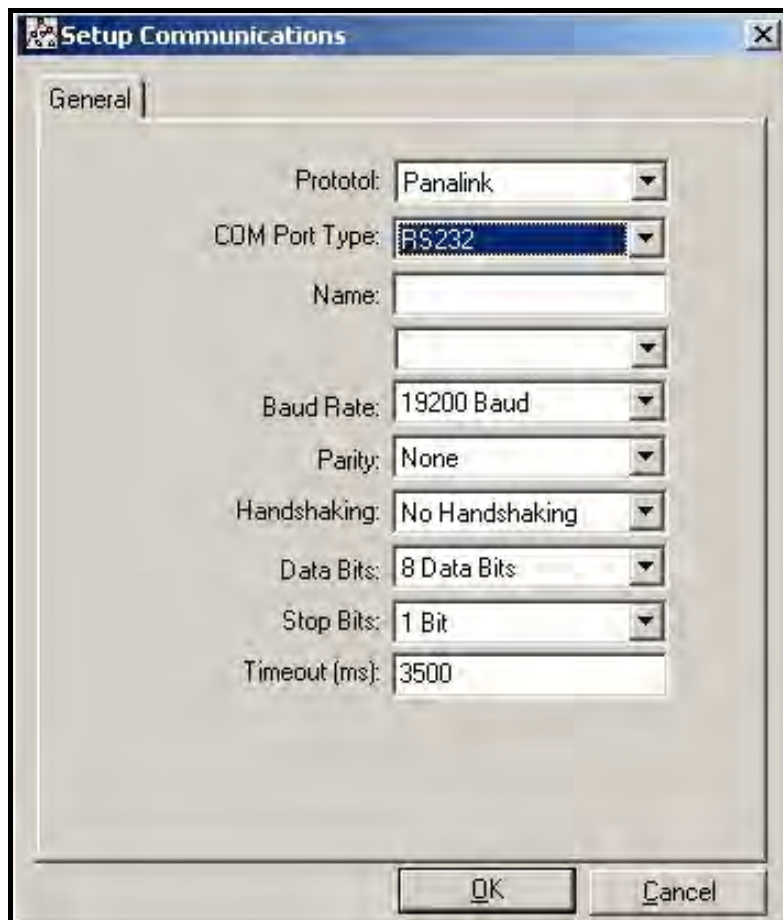 Setup Communications
General
Prototol: Panalink
COM Port Type: RS232
Name:
Baud Rate: 19200 Baud
Parity: None
Handshaking: No Handshaking
Data Bits: 8 Data Bits
Stop Bits: 1 Bit
Timeout (ms): 3500
OK Cancel